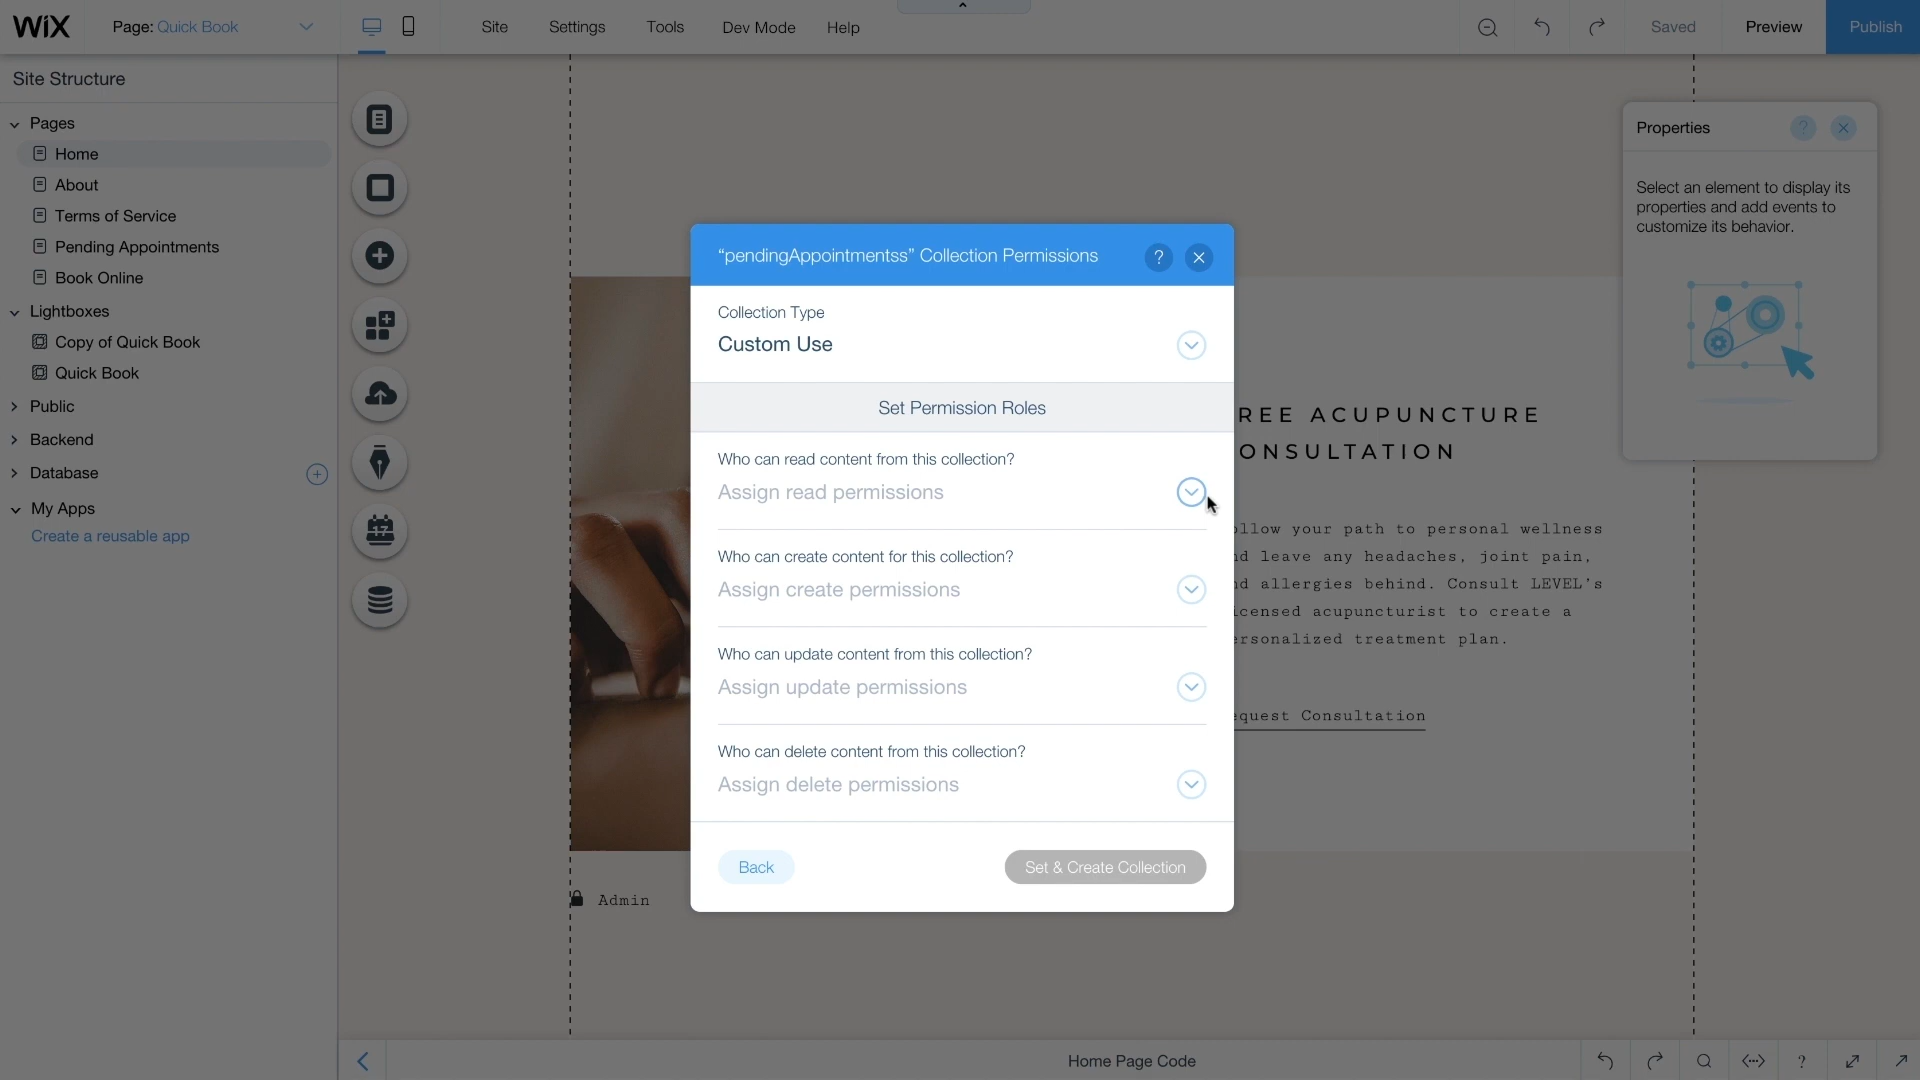 WiX
Page: Quick Book
Site
Settings
Tools
Dev Mode
Help
Saved
Preview
Publish
Site Structure
Pages
Home
About
Terms of Service
Pending Appointments
Book Online
Lightboxes
Copy of Quick Book
Quick Book
Public
Backend
Database
My Apps
Create a reusable app
17
“pendingAppointmentss” Collection Permissions
?
Collection Type
Custom Use
Set Permission Roles
Who can read content from this collection?
Assign read permissions
Who can create content for this collection?
Assign create permissions
Who can update content from this collection?
Assign update permissions
Who can delete content from this collection?
Assign delete permissions
Back
Set & Create Collection
REE ACUPUNCTURE
ONSULTATION
ollow your path to personal wellness
nd leave any headaches, joint pain,
nd allergies behind. Consult LEVEL's
icensed acupuncturist to create a
ersonalized treatment plan.
equest Consultation
Properties
?
Select an element to display its
properties and add events to
customize its behavior.
Admin
Home Page Code
?